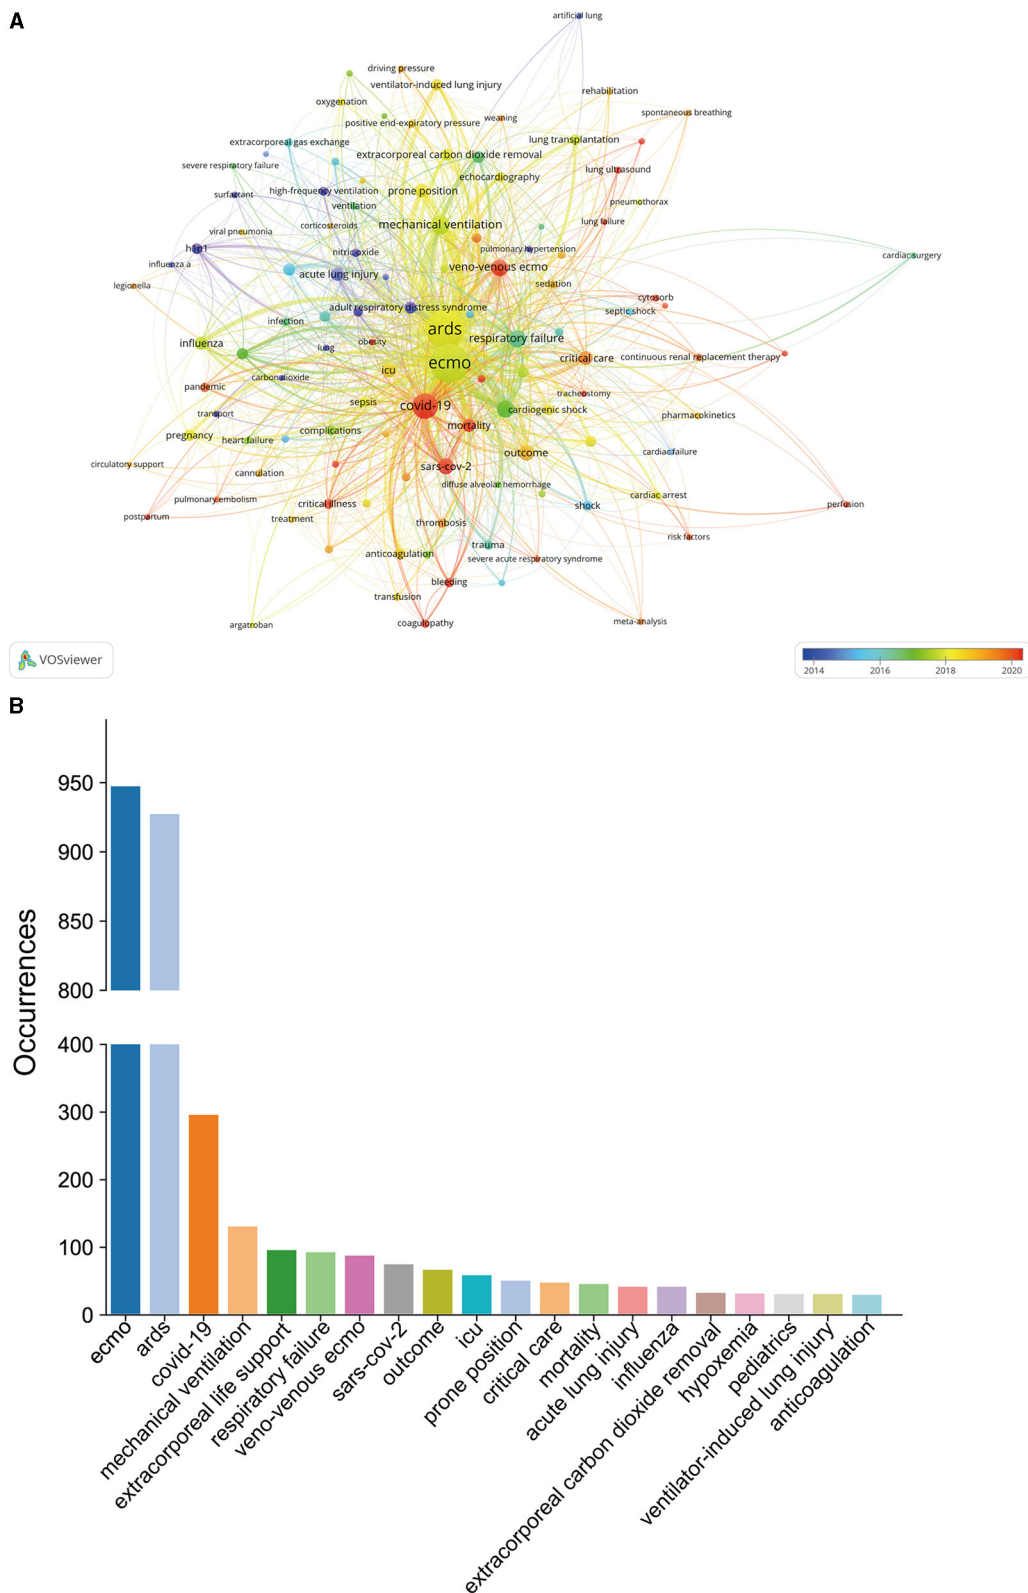 A
artificial lung
driving pressure
ventilator-induced lung injury
rehabilitation
oxygenation
spontaneous breathing
weaning
positive end-expiratory pressure
lung transplantation
extracorporeal gas exchange
extracorporeal carbon dioxide removal
severe respiratory failure
lung ultrasound
echocardiography
surfactant
high-frequency ventilation
prone position
pneumothorax
ventilation
lung failure
viral pneumonia
corticosteroids
mechanical ventilation
h1n1
nitric oxide
pulmonary hypertension
cardiac surgery
influenza a
acute lung injury
veno-venous ecmo
legionella
sedation
cytosorb
adult respiratory distress syndrome
septic shock
infection
ards
respiratory failure
influenza
lung
obesity
critical care
continuous renal replacement therapy
ecmo
icu
carbon dioxide
pandemic
tracheostomy
sepsis
covid-19
cardiogenic shock
transport
pharmacokinetics
mortality
pregnancy
heart failure
complications
outcome
cardiac failure
circulatory support
sars-cov-2
cannulation
diffuse alveolar hemorrhage
pulmonary embolism
cardiac arrest
critical illness
shock
perfusion
postpartum
treatment
thrombosis
risk factors
trauma
anticoagulation
severe acute respiratory syndrome
bleeding
transfusion
argatroban
coagulopathy
meta-analysis
VOSviewer
2014 2016 2018 2020
B
Occurrences
950
900
850
800
400
300
200
100
0
ecmo
ards
covid-19
mechanical ventilation
extracorporeal life support
respiratory failure
veno-venous ecmo
sars-cov-2
outcome
icu
prone position
critical care
mortality
acute lung injury
influenza
extracorporeal carbon dioxide removal
hypoxemia
pediatrics
ventilator-induced lung injury
anticoagulation